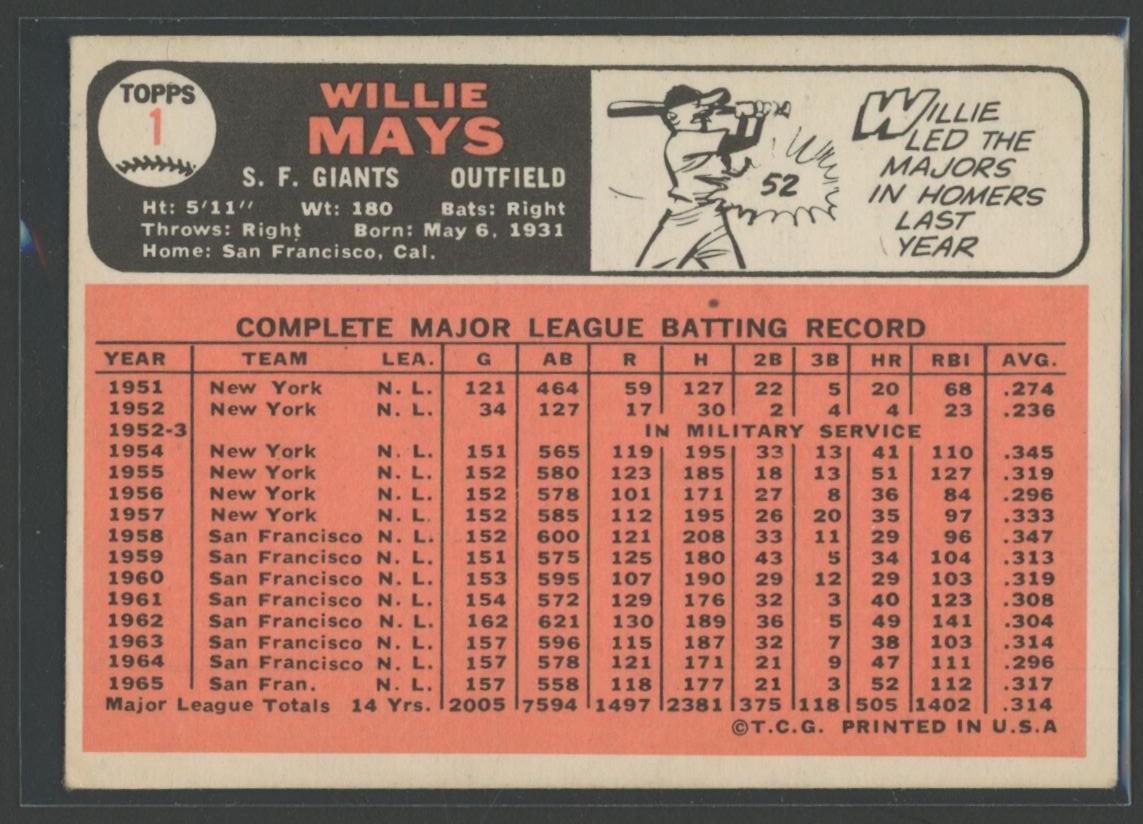 TOPPS
1
WILLIE
MAYS
S. F. GIANTS OUTFIELD
Ht: 5'11'' Wt: 180 Bats: Right
Throws: Right Born: May 6, 1931
Home: San Francisco, Cal.
52
WILLIE
LED THE
MAJORS
IN HOMERS
LAST
YEAR
COMPLETE MAJOR LEAGUE BATTING RECORD
YEAR TEAM LEA. G AB R H 2B 3B HR RBI AVG.
1951 New York N. L. 121 464 59 127 22 5 20 68 .274
1952 New York N. L. 34 127 17 30 2 4 4 23 .236
1952-3 IN MILITARY SERVICE
1954 New York N. L. 151 565 119 195 33 13 41 110 .345
1955 New York N. L. 152 580 123 185 18 13 51 127 .319
1956 New York N. L. 152 578 101 171 27 8 36 84 .296
1957 New York N. L. 152 585 112 195 26 20 35 97 .333
1958 San Francisco N. L. 152 600 121 208 33 11 29 96 .347
1959 San Francisco N. L. 151 575 125 180 43 5 34 104 .313
1960 San Francisco N. L. 153 595 107 190 29 12 29 103 .319
1961 San Francisco N. L. 154 572 129 176 32 3 40 123 .308
1962 San Francisco N. L. 162 621 130 189 36 5 49 141 .304
1963 San Francisco N. L. 157 596 115 187 32 7 38 103 .314
1964 San Francisco N. L. 157 578 121 171 21 9 47 111 .296
1965 San Fran. N. L. 157 558 118 177 21 3 52 112 .317
Major League Totals 14 Yrs. 2005 7594 1497 2381 375 118 505 1402 .314
©T.C.G. PRINTED IN U.S.A